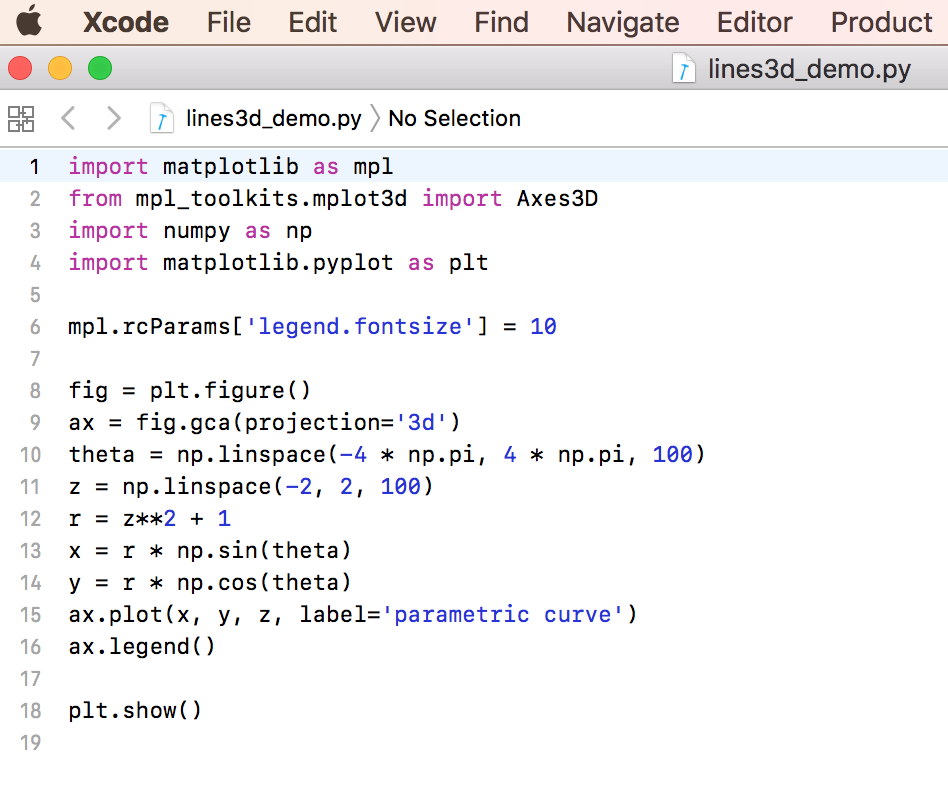 Xcode File Edit View Find Navigate Editor Product
lines3d_demo.py
lines3d_demo.py No Selection
1 import matplotlib as mpl
2 from mpl_toolkits.mplot3d import Axes3D
3 import numpy as np
4 import matplotlib.pyplot as plt
5
6 mpl.rcParams['legend.fontsize'] = 10
7
8 fig = plt.figure()
9 ax = fig.gca(projection='3d')
10 theta = np.linspace(-4 * np.pi, 4 * np.pi, 100)
11 z = np.linspace(-2, 2, 100)
12 r = z**2 + 1
13 x = r * np.sin(theta)
14 y = r * np.cos(theta)
15 ax.plot(x, y, z, label='parametric curve')
16 ax.legend()
17
18 plt.show()
19